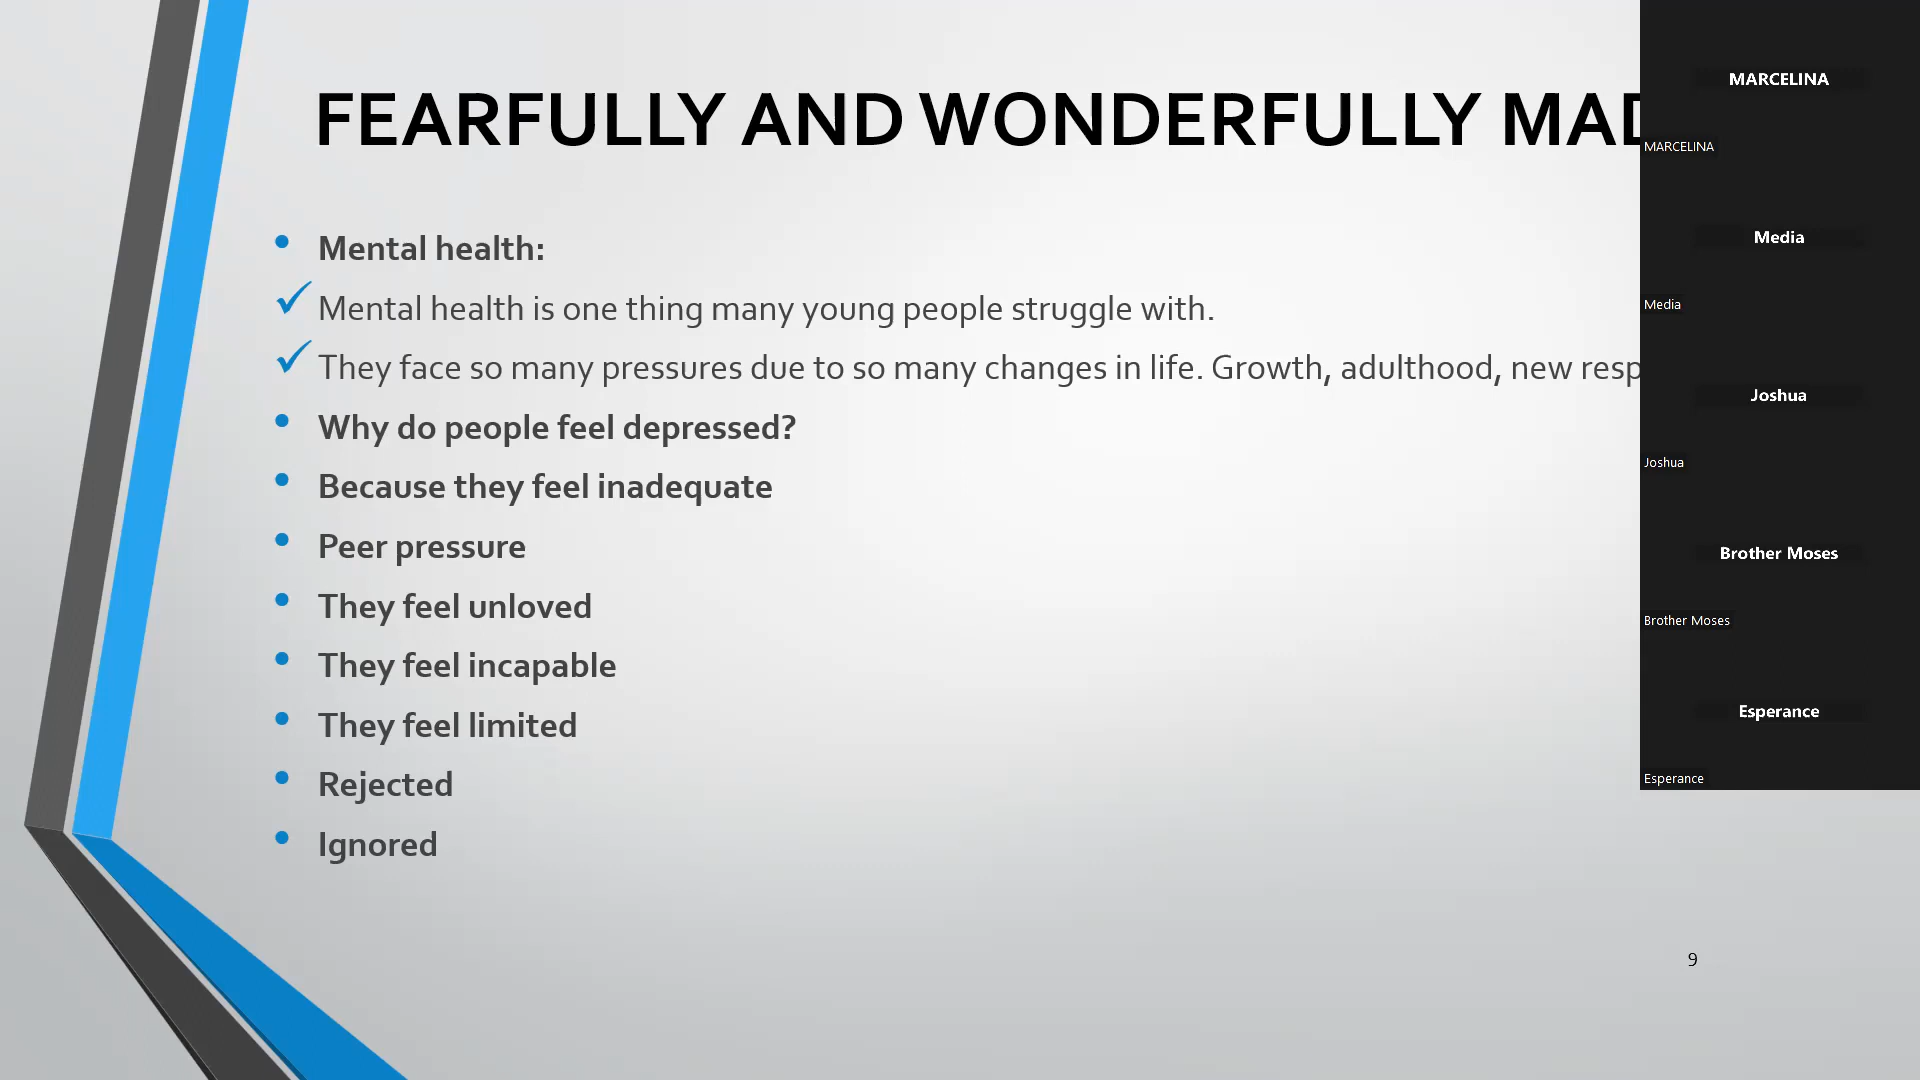 FEARFULLY AND WONDERFULLY
Mental health:
Mental health is one thing many young people struggle with.
They face so many pressures due to so many changes in life. Growth, adulthood, new
Why do people feel depressed?
Because they feel inadequate
Peer pressure
They feel unloved
They feel incapable
They feel limited
Rejected
Ignored
9
MARCELINA
MARCELINA
Media
Media
Joshua
Joshua
Brother Moses
Brother Moses
Esperance
Esperance